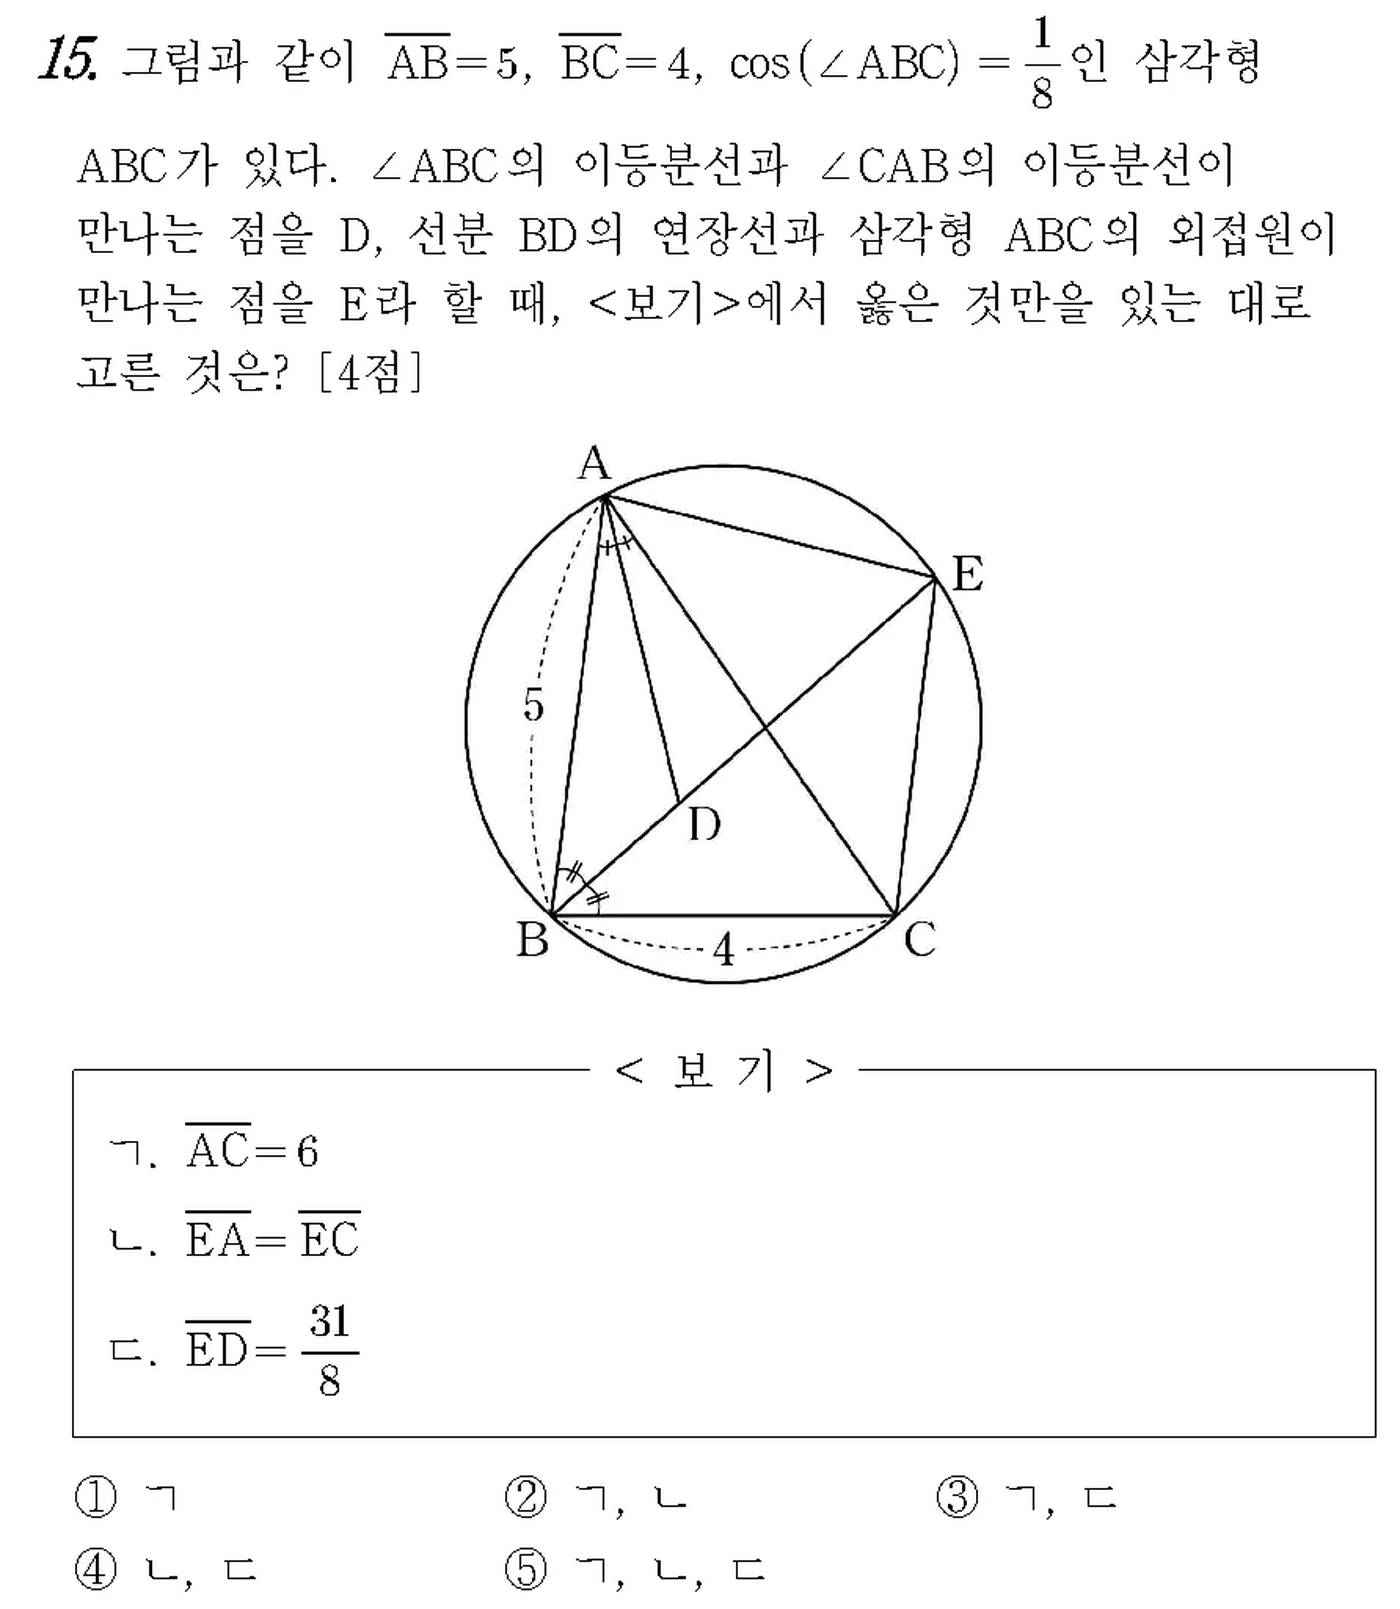 15. 그림과 같이 AB=5, BC=4, cos(∠ABC)=1/8인 삼각형
ABC가 있다. ∠ABC의 이등분선과 ∠CAB의 이등분선이
만나는 점을 D, 선분 BD의 연장선과 삼각형 ABC의 외접원이
만나는 점을 E라 할 때, <보기>에서 옳은 것만을 있는 대로
고른 것은? [4점]
A
E
5
D
B
4
C
< 보 기 >
ㄱ. AC=6
ㄴ. EA=EC
ㄷ. ED=31/8
① ㄱ ② ㄱ, ㄴ ③ ㄱ, ㄷ
④ ㄴ, ㄷ ⑤ ㄱ, ㄴ, ㄷ